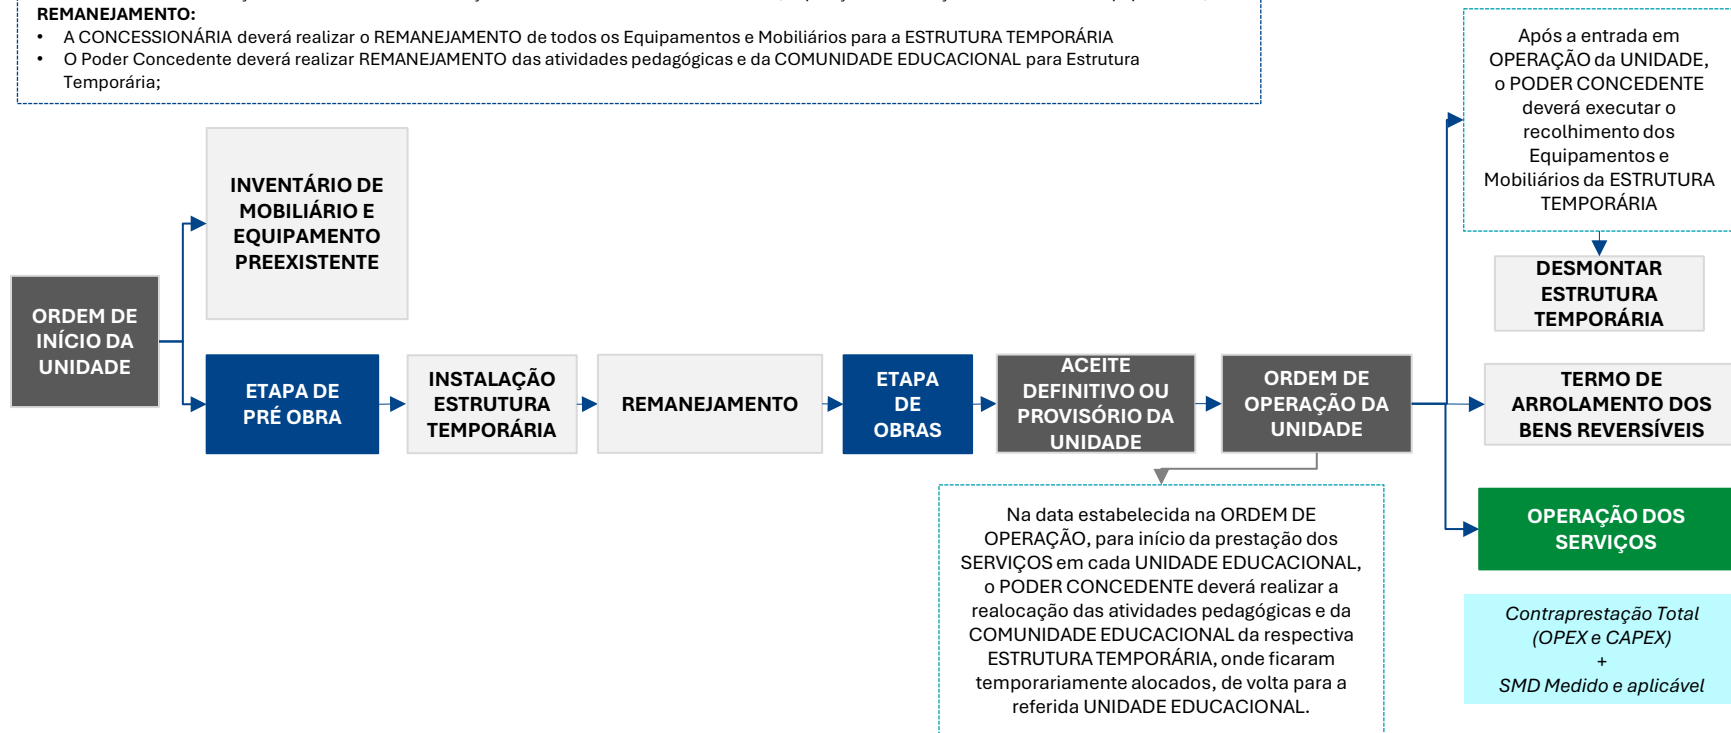 REMANEJAMENTO:
• A CONCESSIONÁRIA deverá realizar o REMANEJAMENTO de todos os Equipamentos e Mobiliários para a ESTRUTURA TEMPORÁRIA
• O Poder Concedente deverá realizar REMANEJAMENTO das atividades pedagógicas e da COMUNIDADE EDUCACIONAL para Estrutura
Temporária;
Após a entrada em
OPERAÇÃO da UNIDADE,
o PODER CONCEDENTE
deverá executar o
recolhimento dos
Equipamentos e
Mobiliários da ESTRUTURA
TEMPORÁRIA
INVENTÁRIO DE
MOBILIÁRIO E
EQUIPAMENTO
PREEXISTENTE
DESMONTAR
ESTRUTURA
TEMPORÁRIA
ORDEM DE
INÍCIO DA
UNIDADE
ETAPA DE
PRÉ OBRA
INSTALAÇÃO
ESTRUTURA
TEMPORÁRIA
REMANEJAMENTO
ETAPA
DE
OBRAS
ACEITE
DEFINITIVO OU
PROVISÓRIO DA
UNIDADE
ORDEM DE
OPERAÇÃO DA
UNIDADE
TERMO DE
ARROLAMENTO DOS
BENS REVERSÍVEIS
Na data estabelecida na ORDEM DE
OPERAÇÃO, para início da prestação dos
SERVIÇOS em cada UNIDADE EDUCACIONAL,
o PODER CONCEDENTE deverá realizar a
realocação das atividades pedagógicas e da
COMUNIDADE EDUCACIONAL da respectiva
ESTRUTURA TEMPORÁRIA, onde ficaram
temporariamente alocados, de volta para a
referida UNIDADE EDUCACIONAL.
OPERAÇÃO DOS
SERVIÇOS
Contraprestação Total
(OPEX e CAPEX)
+
SMD Medido e aplicável